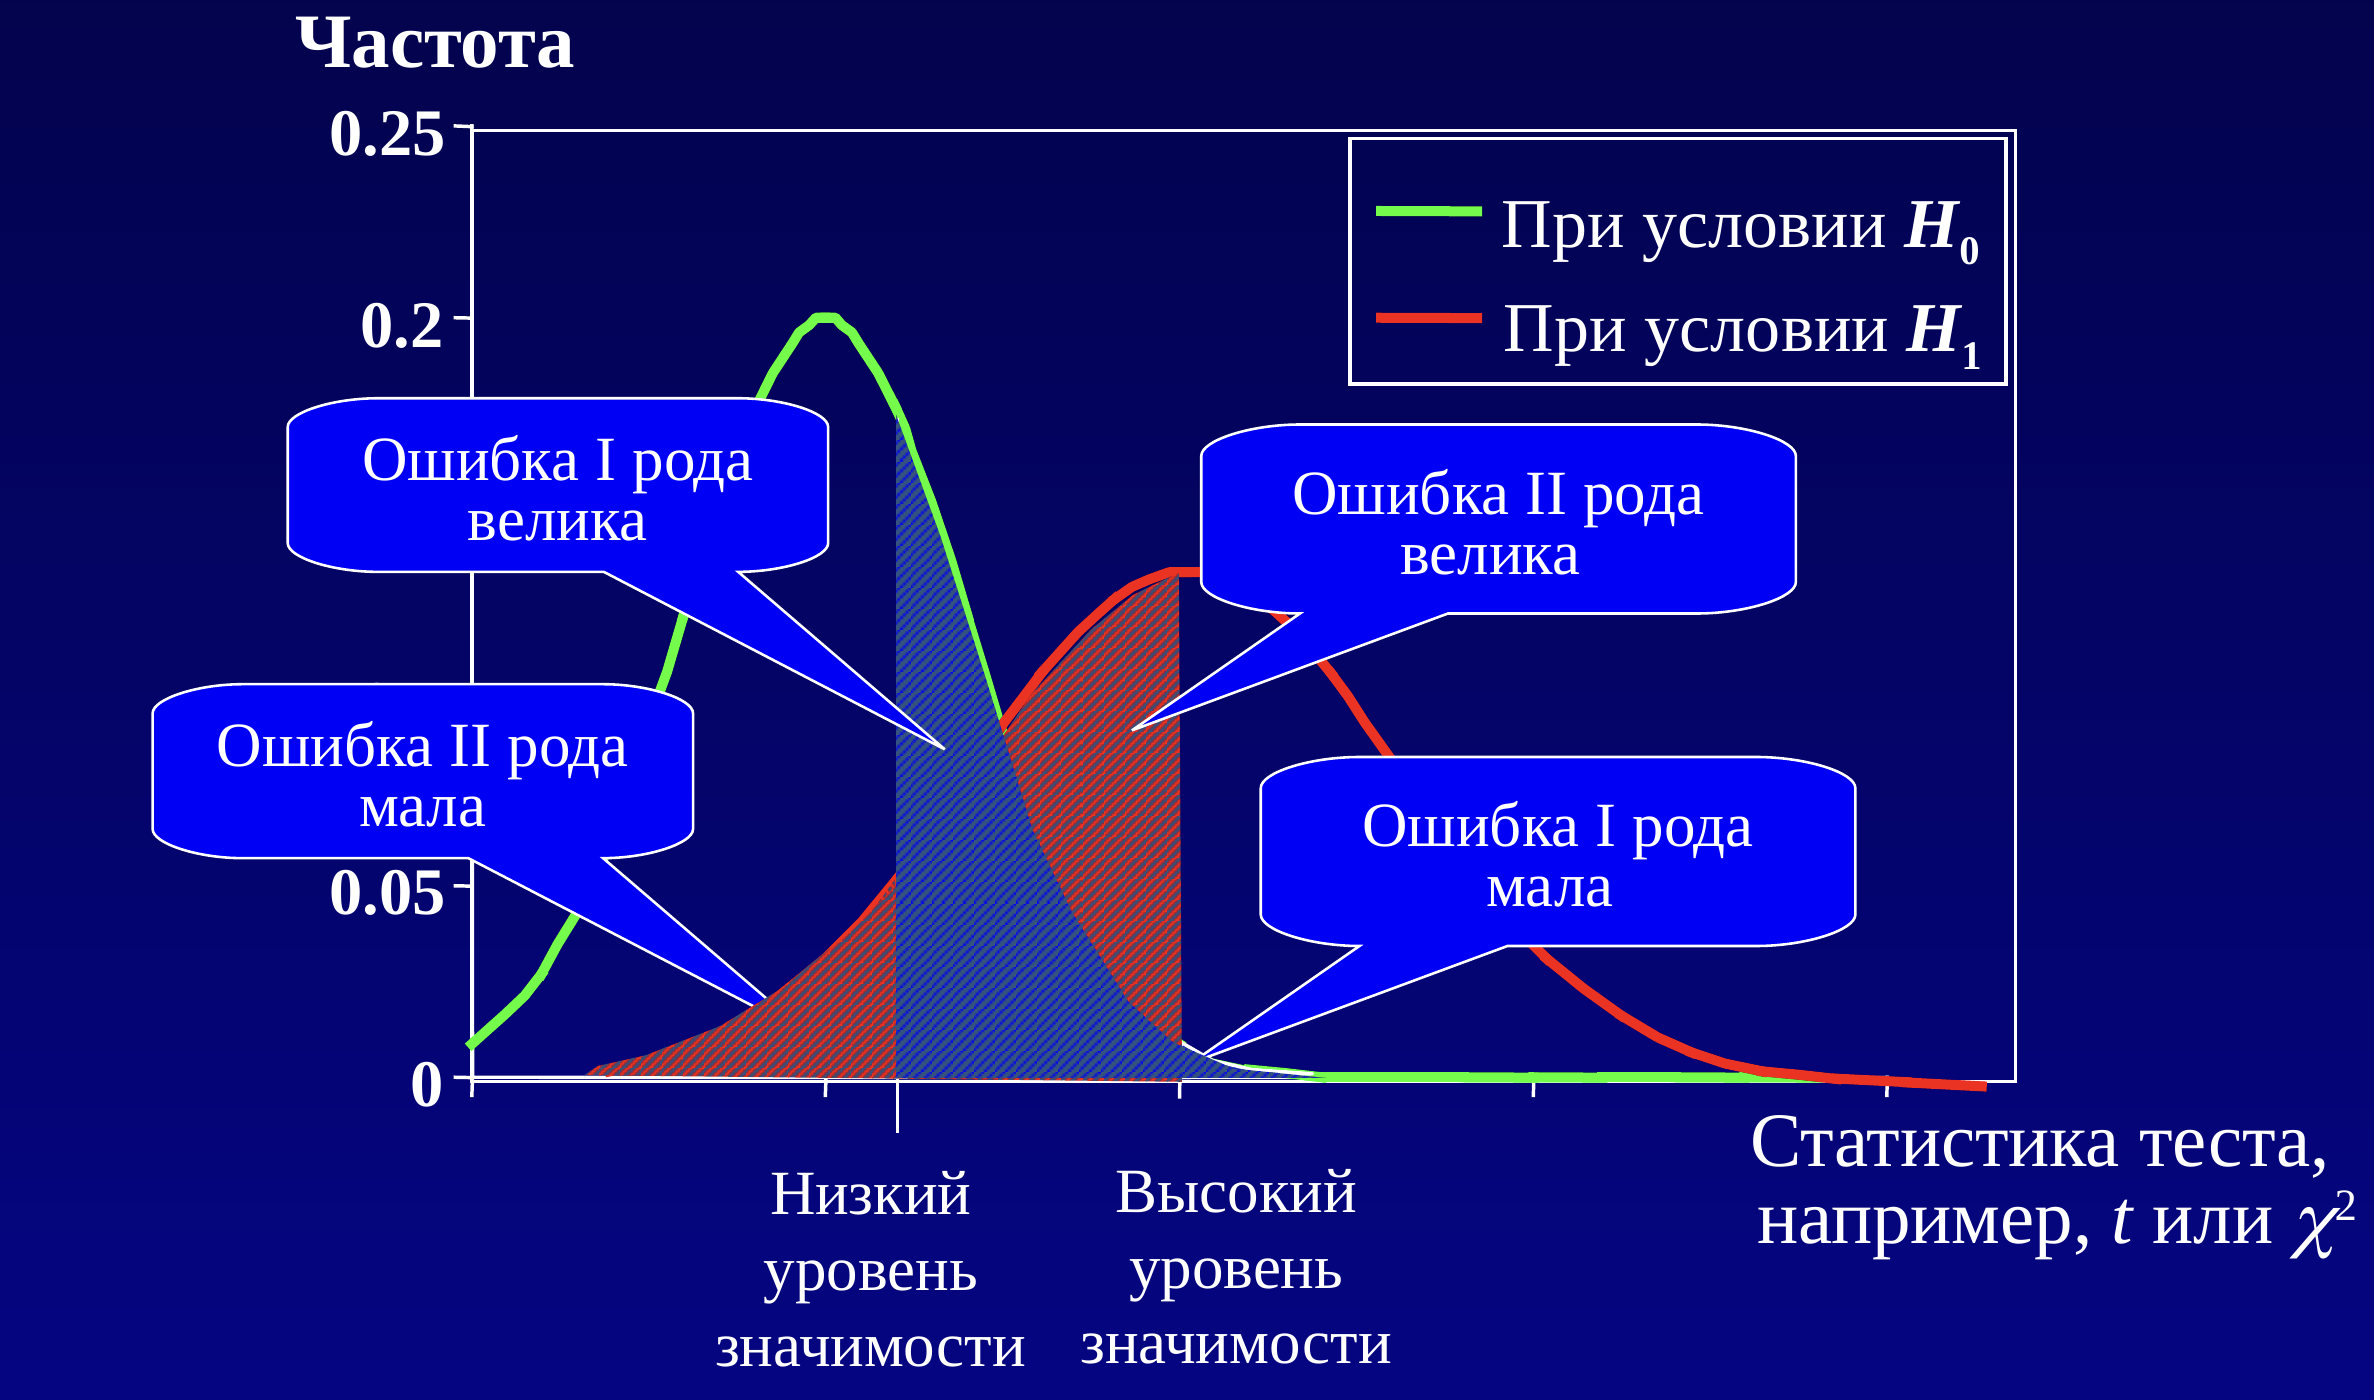 Частота
0.25
0.2
0.05
0
При условии H0
При условии H1
Ошибка I рода
велика
Ошибка II рода
велика
Ошибка II рода
мала
Ошибка I рода
мала
Низкий
уровень
значимости
Высокий
уровень
значимости
Статистика теста,
например, t или χ²